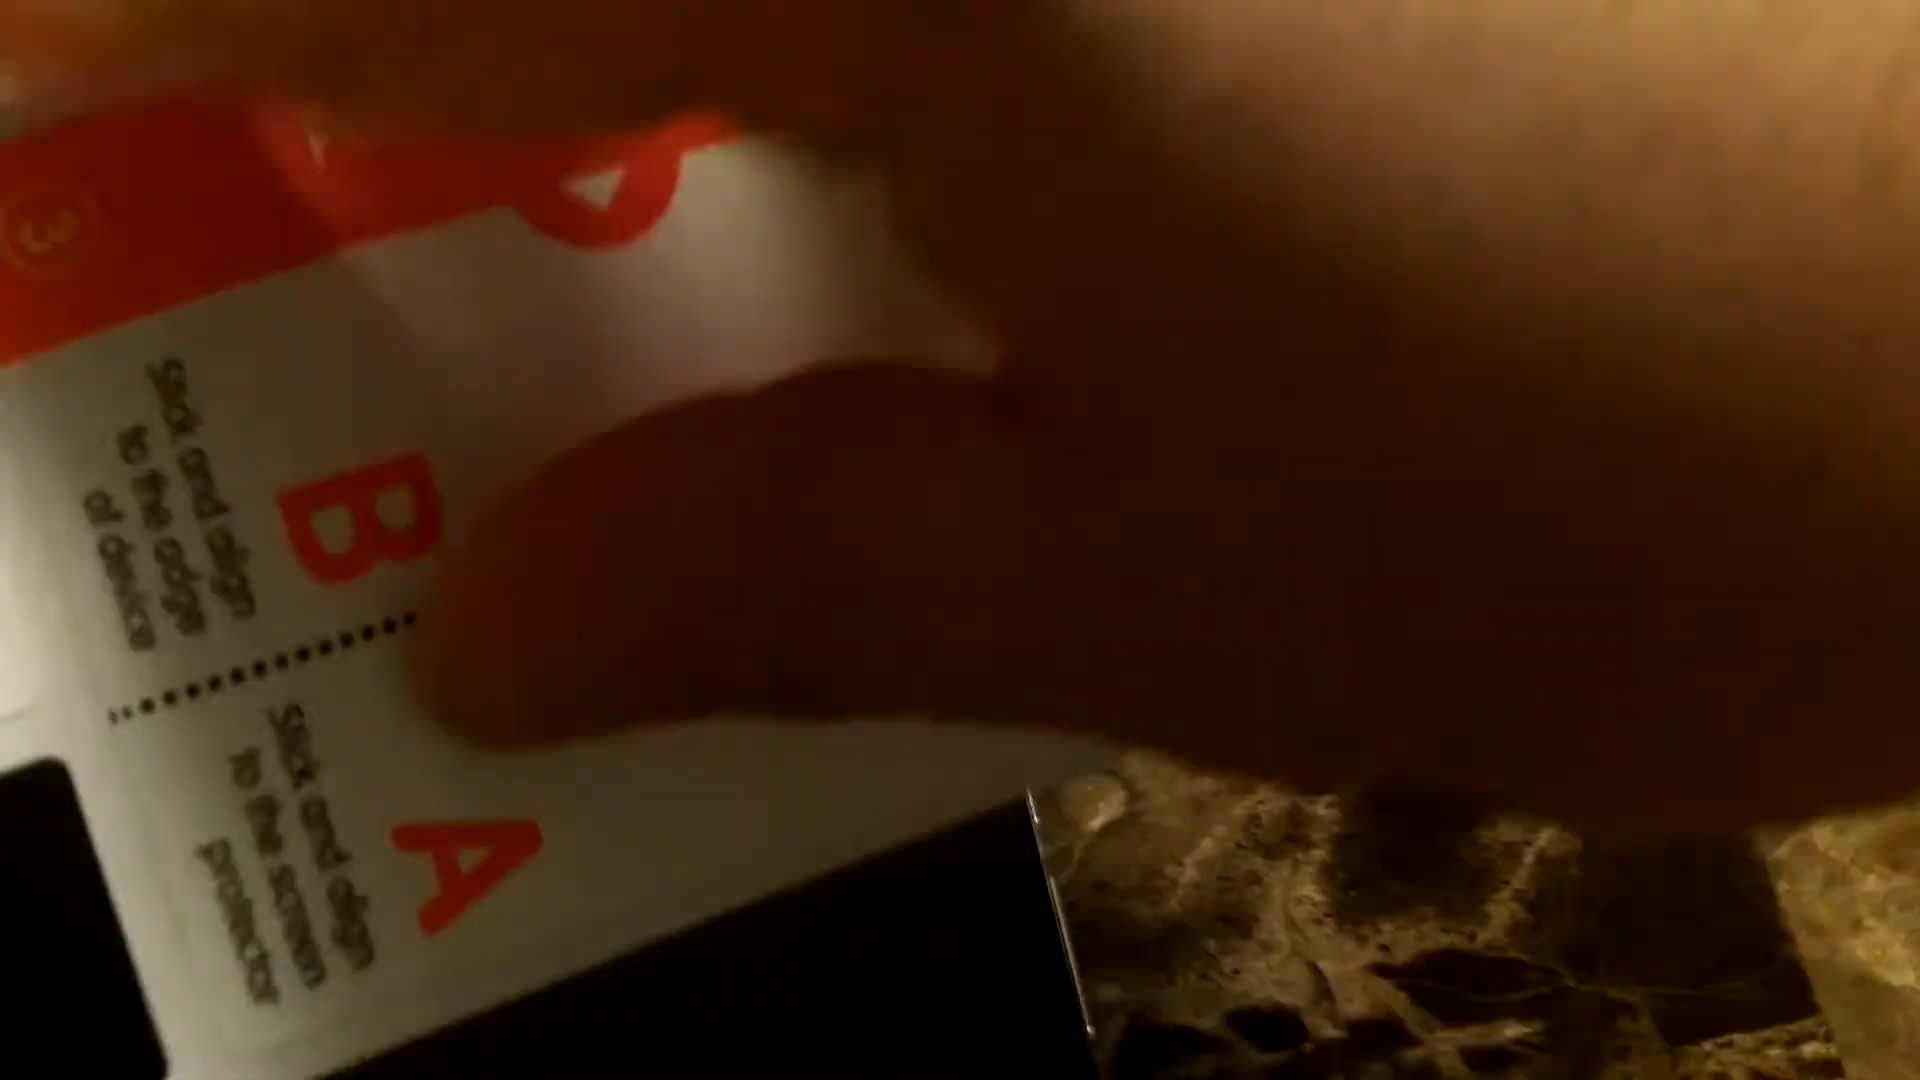 3
B
Stick and align
to the edge
of device
A
Stick and align
to the screen
protector